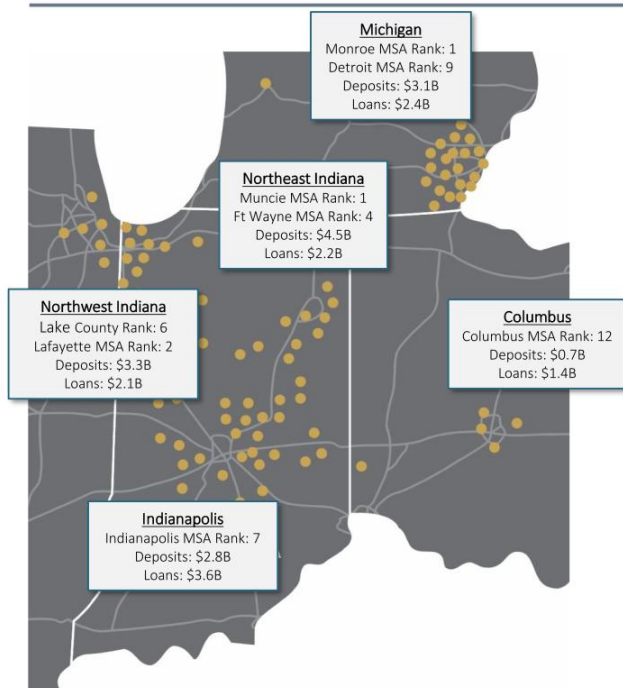 Michigan
Monroe MSA Rank: 1
Detroit MSA Rank: 9
Deposits: $3.1B
Loans: $2.4B
Northeast Indiana
Muncie MSA Rank: 1
Ft Wayne MSA Rank: 4
Deposits: $4.5B
Loans: $2.2B
Northwest Indiana
Lake County Rank: 6
Lafayette MSA Rank: 2
Deposits: $3.3B
Loans: $2.1B
Columbus
Columbus MSA Rank: 12
Deposits: $0.7B
Loans: $1.4B
Indianapolis
Indianapolis MSA Rank: 7
Deposits: $2.8B
Loans: $3.6B